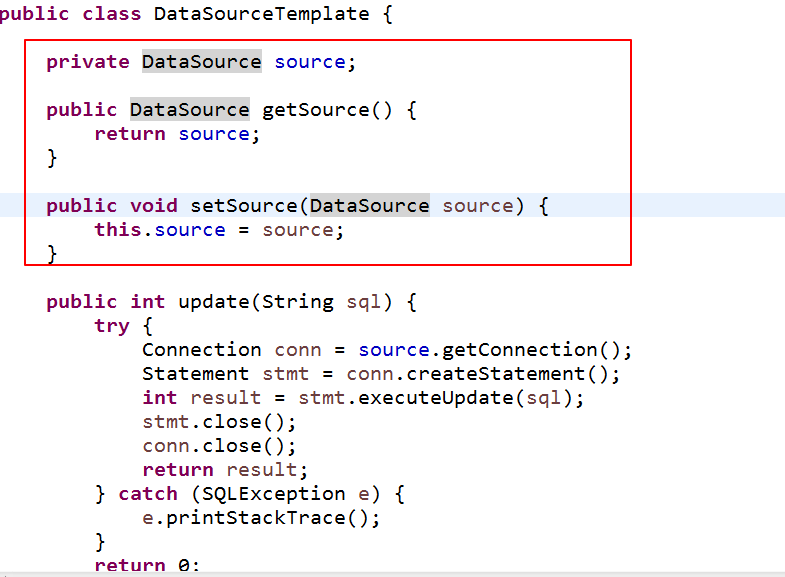 public class DataSourceTemplate {
private DataSource source;
public DataSource getSource() {
return source;
}
public void setSource(DataSource source) {
this.source = source;
}
public int update(String sql) {
try {
Connection conn = source.getConnection();
Statement stmt = conn.createStatement();
int result = stmt.executeUpdate(sql);
stmt.close();
conn.close();
return result;
} catch (SQLException e) {
e.printStackTrace();
}
return 0;